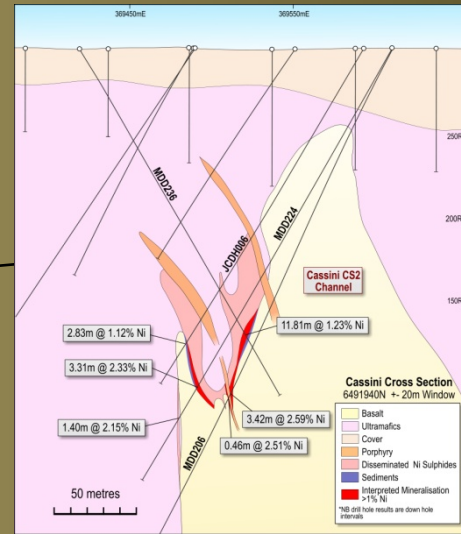 369450mE
369550mE
250R
200R
150R
MDD236
JCDH006
MDD224
Cassini CS2
Channel
2.83m @ 1.12% Ni
11.81m @ 1.23% Ni
3.31m @ 2.33% Ni
3.42m @ 2.59% Ni
1.40m @ 2.15% Ni
0.46m @ 2.51% Ni
MDD206
50 metres
Cassini Cross Section
6491940N +- 20m Window
Basalt
Ultramafics
Cover
Porphyry
Disseminated Ni Sulphides
Sediments
Interpreted Mineralisation
>1% Ni
*NB drill hole results are down hole
intervals